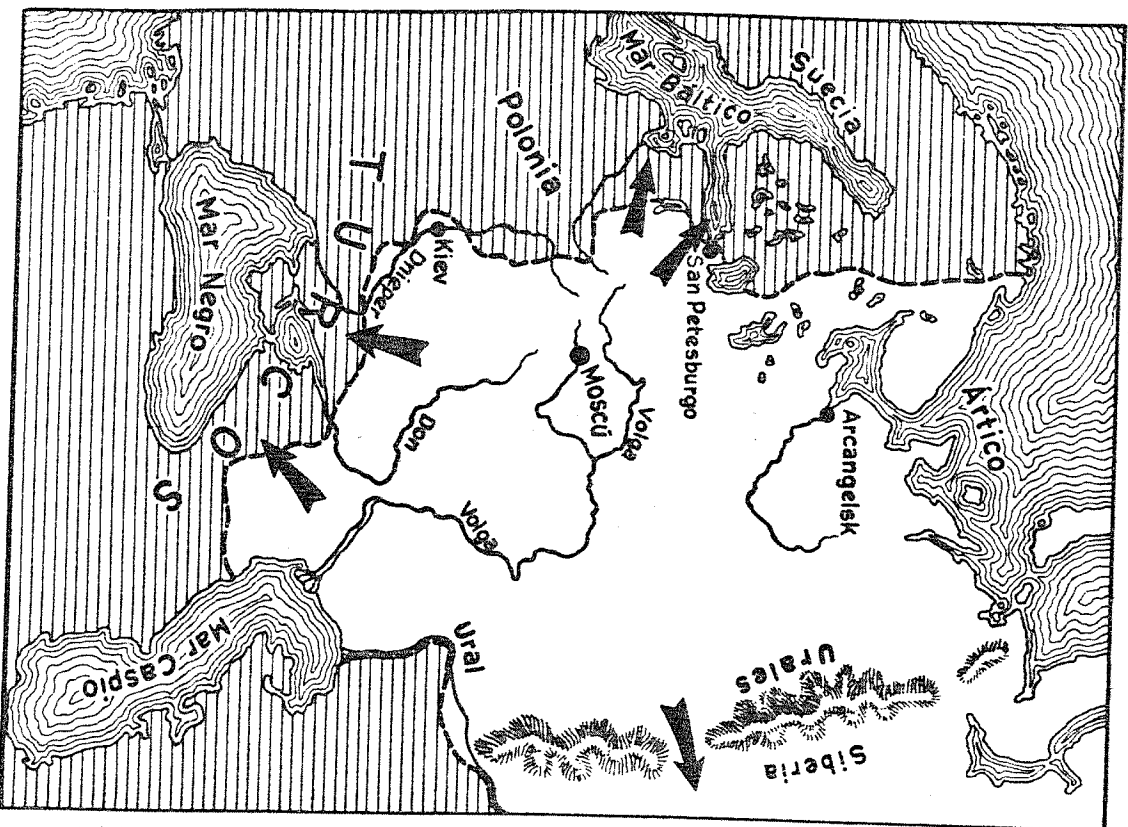 Suecia
Mar Báltico
Ártico
Polonia
San Petesburgo
Arcangelsk
TURCOS
Kiev
Dnieper
Moscú
Volga
Don
Volga
Mar Negro
Mar Caspio
Ural
Urales
Siberia